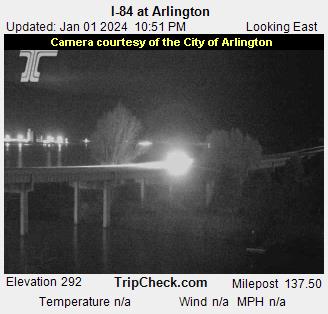 I-84 at Arlington
Updated: Jan 01 2024 10:51 PM Looking East
Camera courtesy of the City of Arlington
Elevation 292 TripCheck.com Milepost 137.50
Temperature n/a Wind n/a MPH n/a